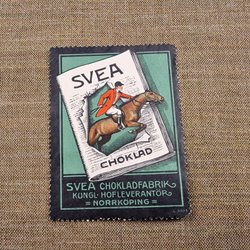 SVEA
CHOKLAD
SVEA CHOKLADFABRIK
KUNGL· HOFLEVERANTÖR
= NORRKÖPING =